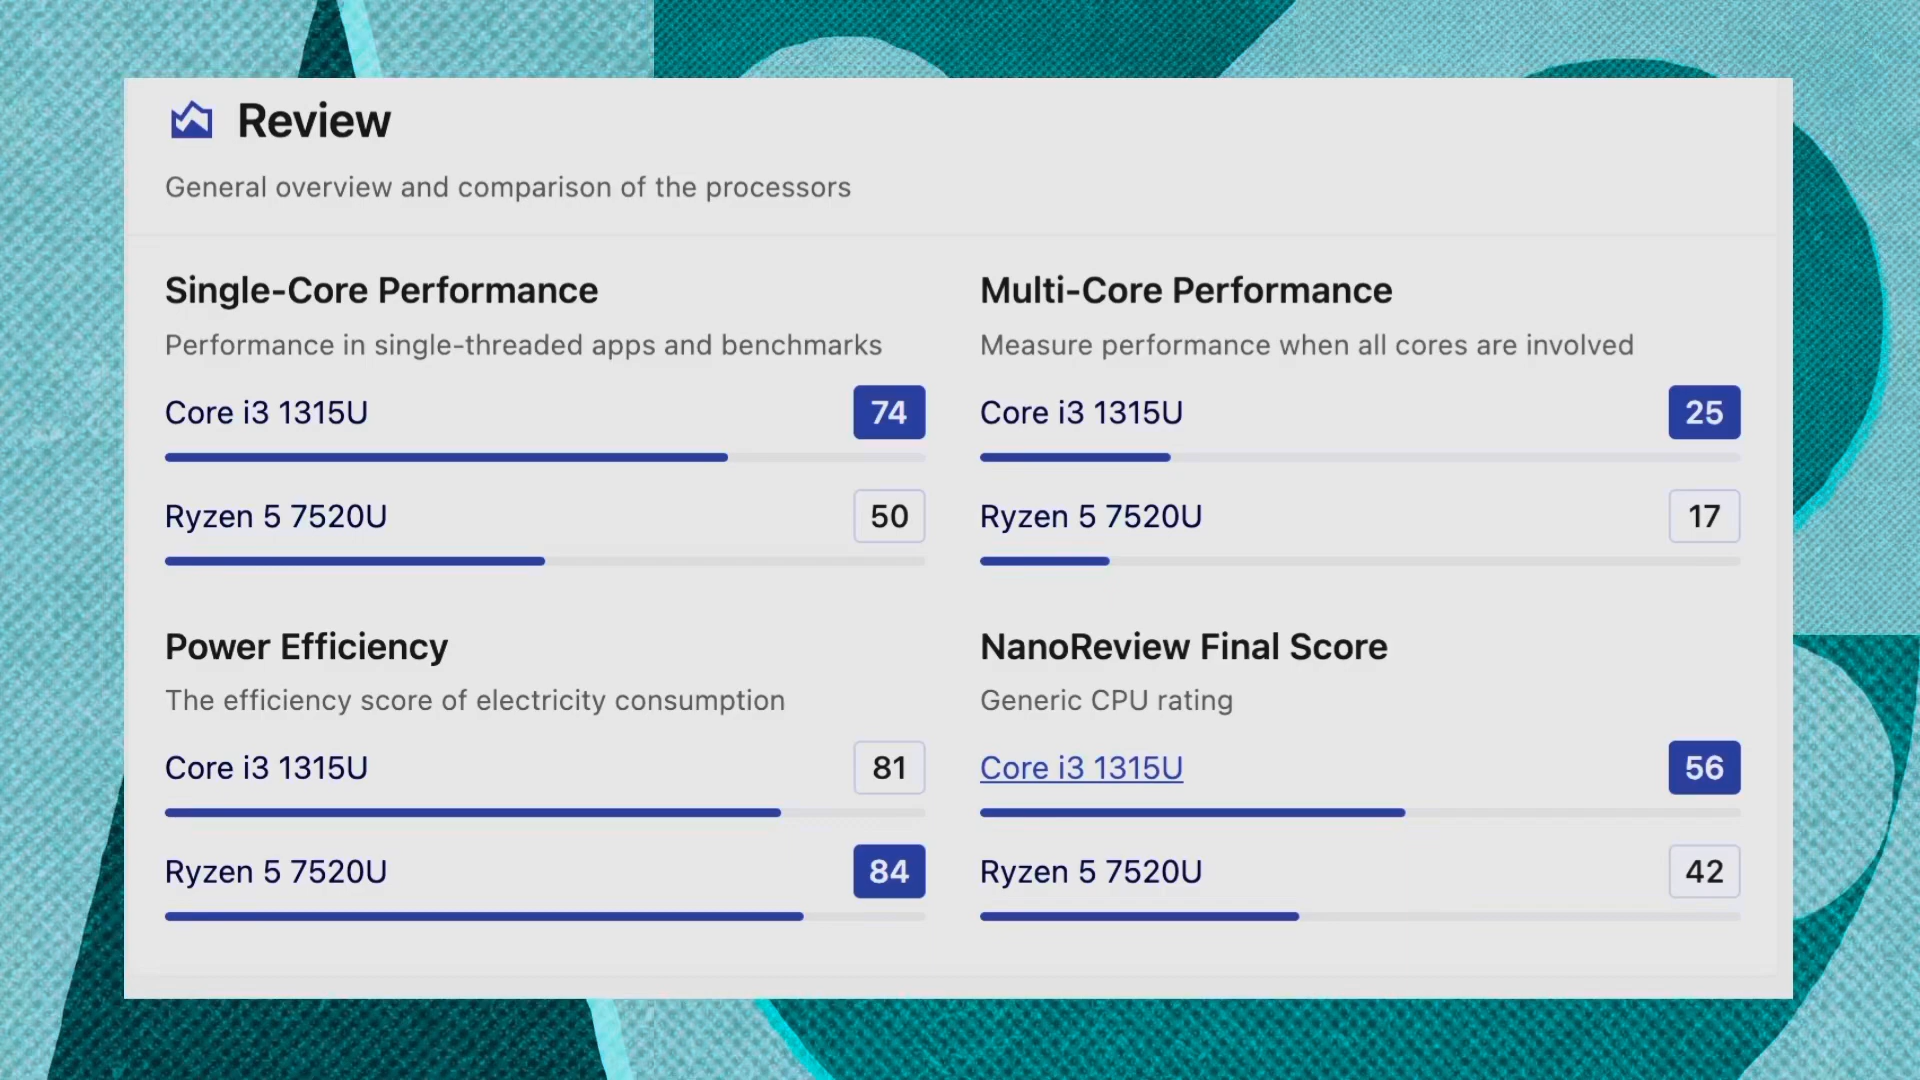 Review
General overview and comparison of the processors
Single-Core Performance
Performance in single-threaded apps and benchmarks
Core i3 1315U 74
Ryzen 5 7520U 50
Multi-Core Performance
Measure performance when all cores are involved
Core i3 1315U 25
Ryzen 5 7520U 17
Power Efficiency
The efficiency score of electricity consumption
Core i3 1315U 81
Ryzen 5 7520U 84
NanoReview Final Score
Generic CPU rating
Core i3 1315U 56
Ryzen 5 7520U 42